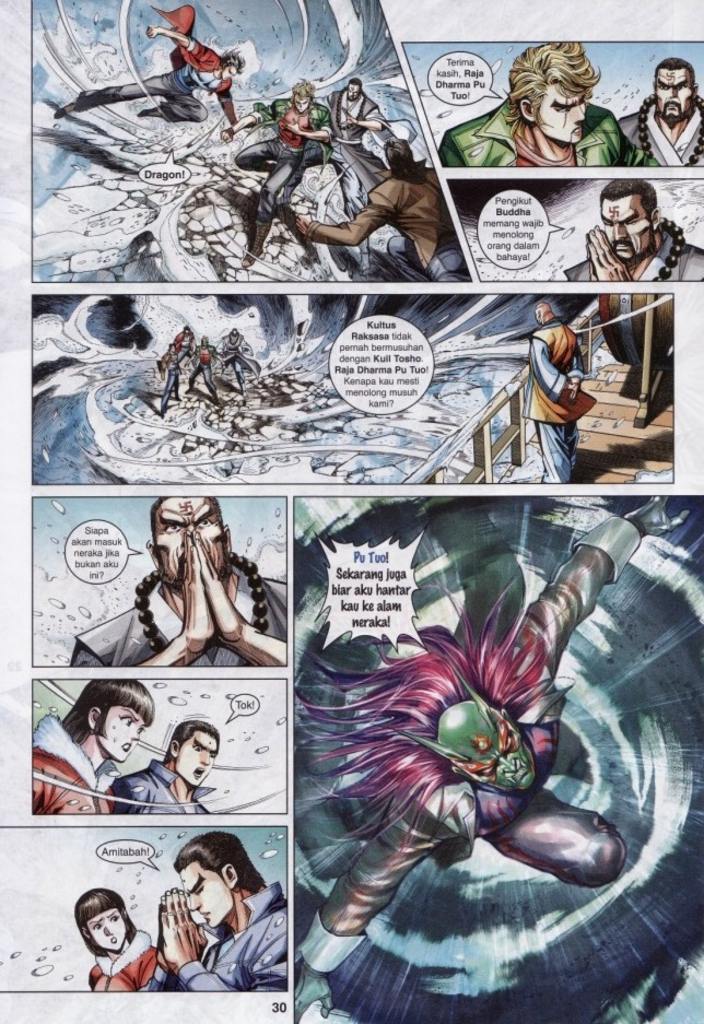 Dragon!
Terima
kasih, Raja
Dharma Pu
Tuo!
Pengikut
Buddha
memang wajib
menolong
orang dalam
bahaya!
Kultus
Raksasa tidak
pernah bermusuhan
dengan Kuil Tosho.
Raja Dharma Pu Tuo!
Kenapa kau mesti
menolong musuh
kami?
Siapa
akan masuk
neraka jika
bukan aku
ini?
Pu Tuo!
Sekarang juga
biar aku hantar
kau ke alam
neraka!
Tok!
Amitabah!
30